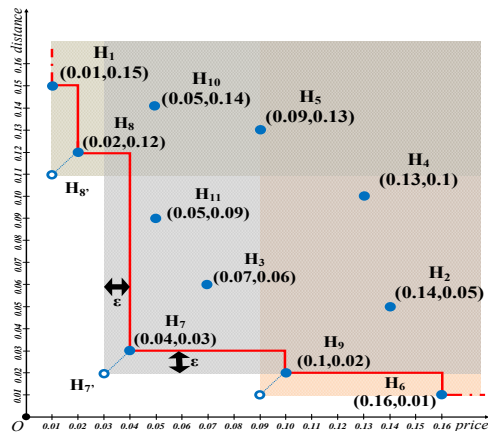 distance
0.16
0.15
0.14
0.13
0.12
0.11
0.10
0.09
0.08
0.07
0.06
0.05
0.04
0.03
0.02
0.01
H1
(0.01,0.15)
H10
(0.05,0.14)
H5
(0.09,0.13)
H8
(0.02,0.12)
H4
(0.13,0.1)
H8'
H11
(0.05,0.09)
H3
(0.07,0.06)
H2
(0.14,0.05)
ε
H7
(0.04,0.03)
H9
(0.1,0.02)
ε
H7'
H6
(0.16,0.01)
O 0.01 0.02 0.03 0.04 0.05 0.06 0.07 0.08 0.09 0.10 0.11 0.12 0.13 0.14 0.15 0.16 price